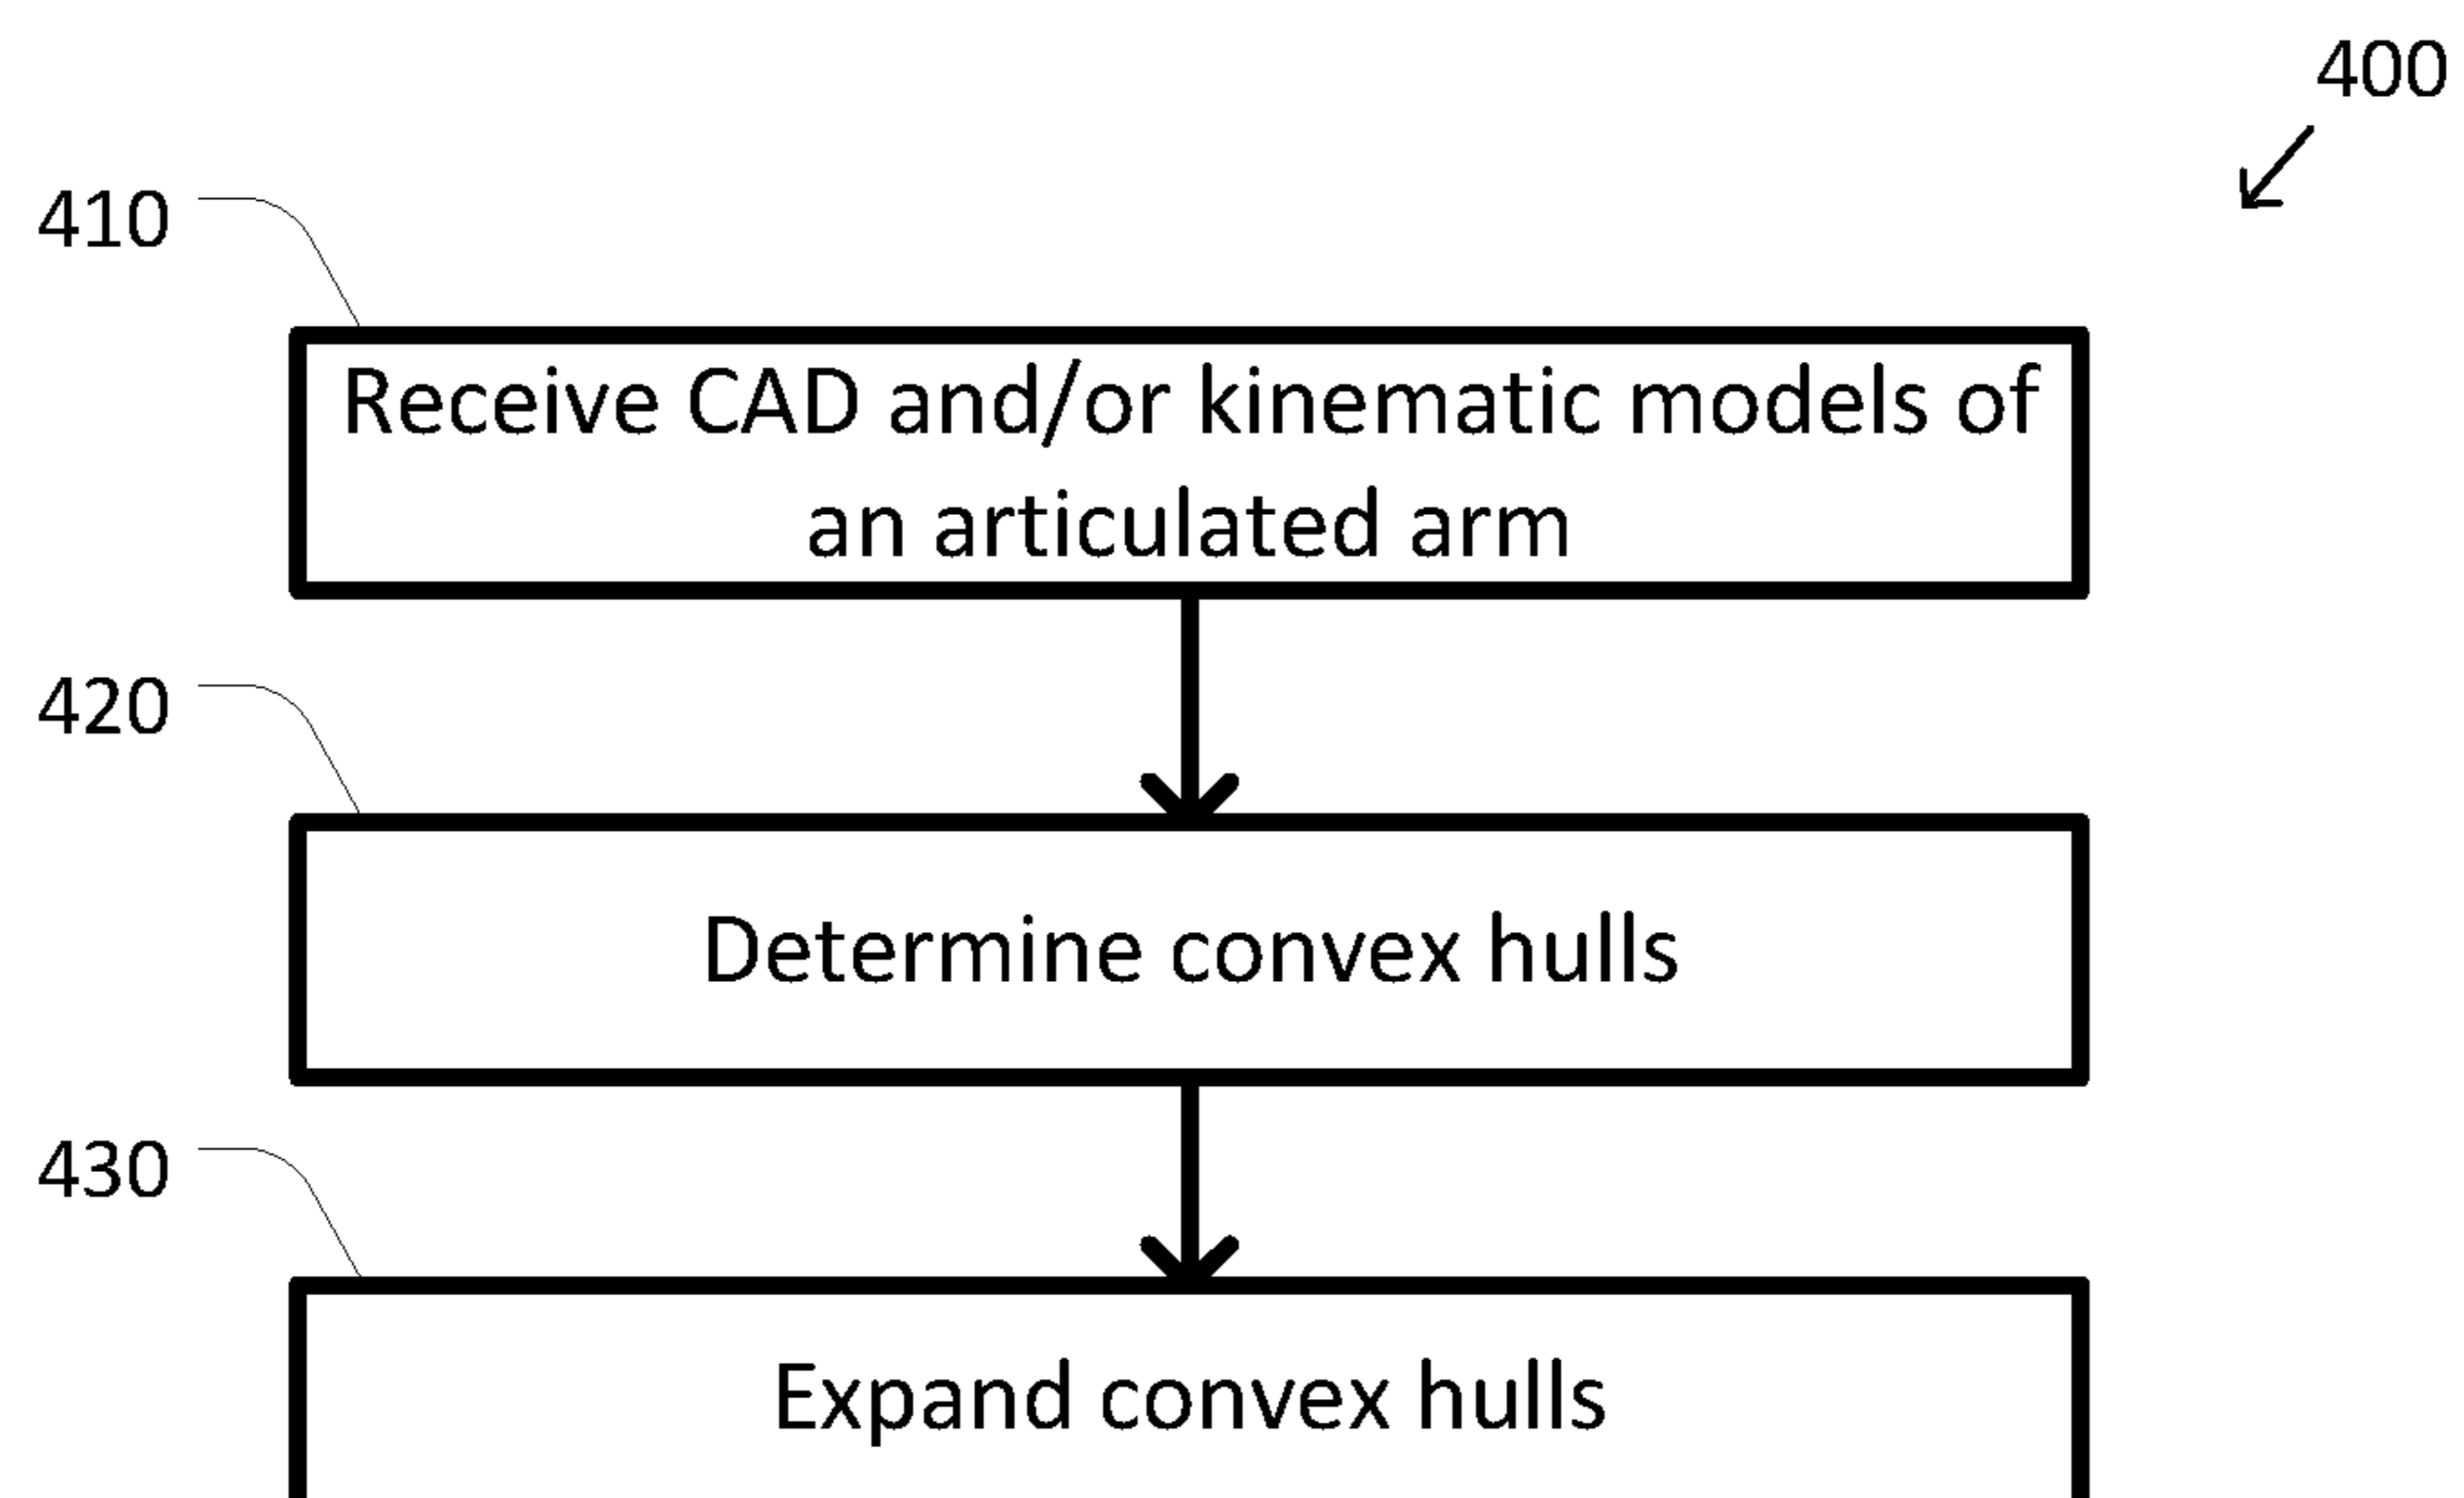 400
410
Receive CAD and/or kinematic models of
an articulated arm
420
Determine convex hulls
430
Expand convex hulls